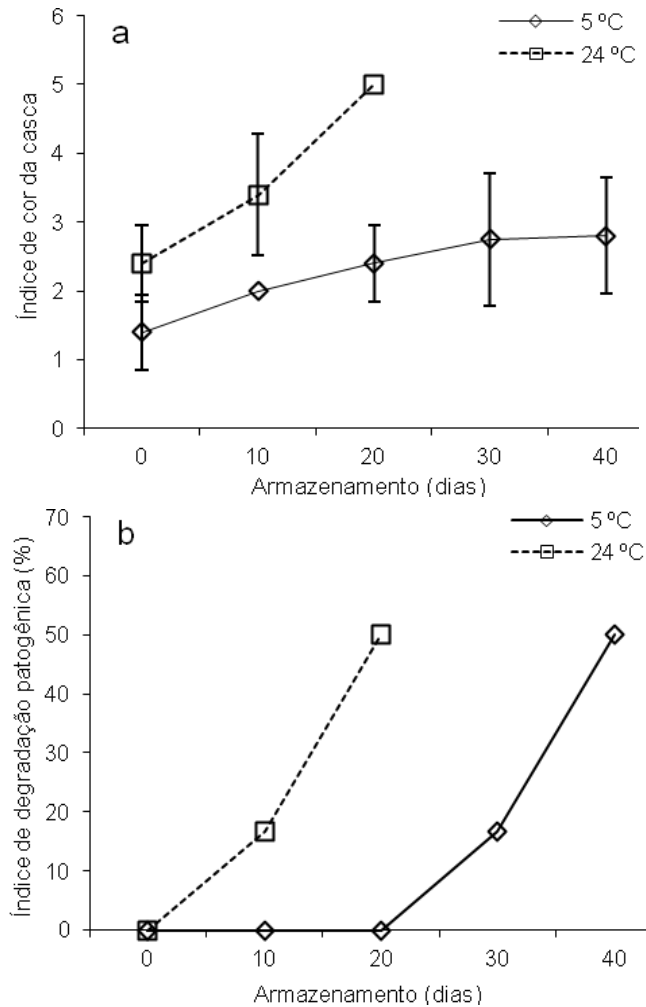 a
5 ºC
24 ºC
Índice de cor da casca
6
5
4
3
2
1
0
0 10 20 30 40
Armazenamento (dias)
b
5 ºC
24 ºC
Índice de degradação patogênica (%)
70
60
50
40
30
20
10
0
0 10 20 30 40
Armazenamento (dias)